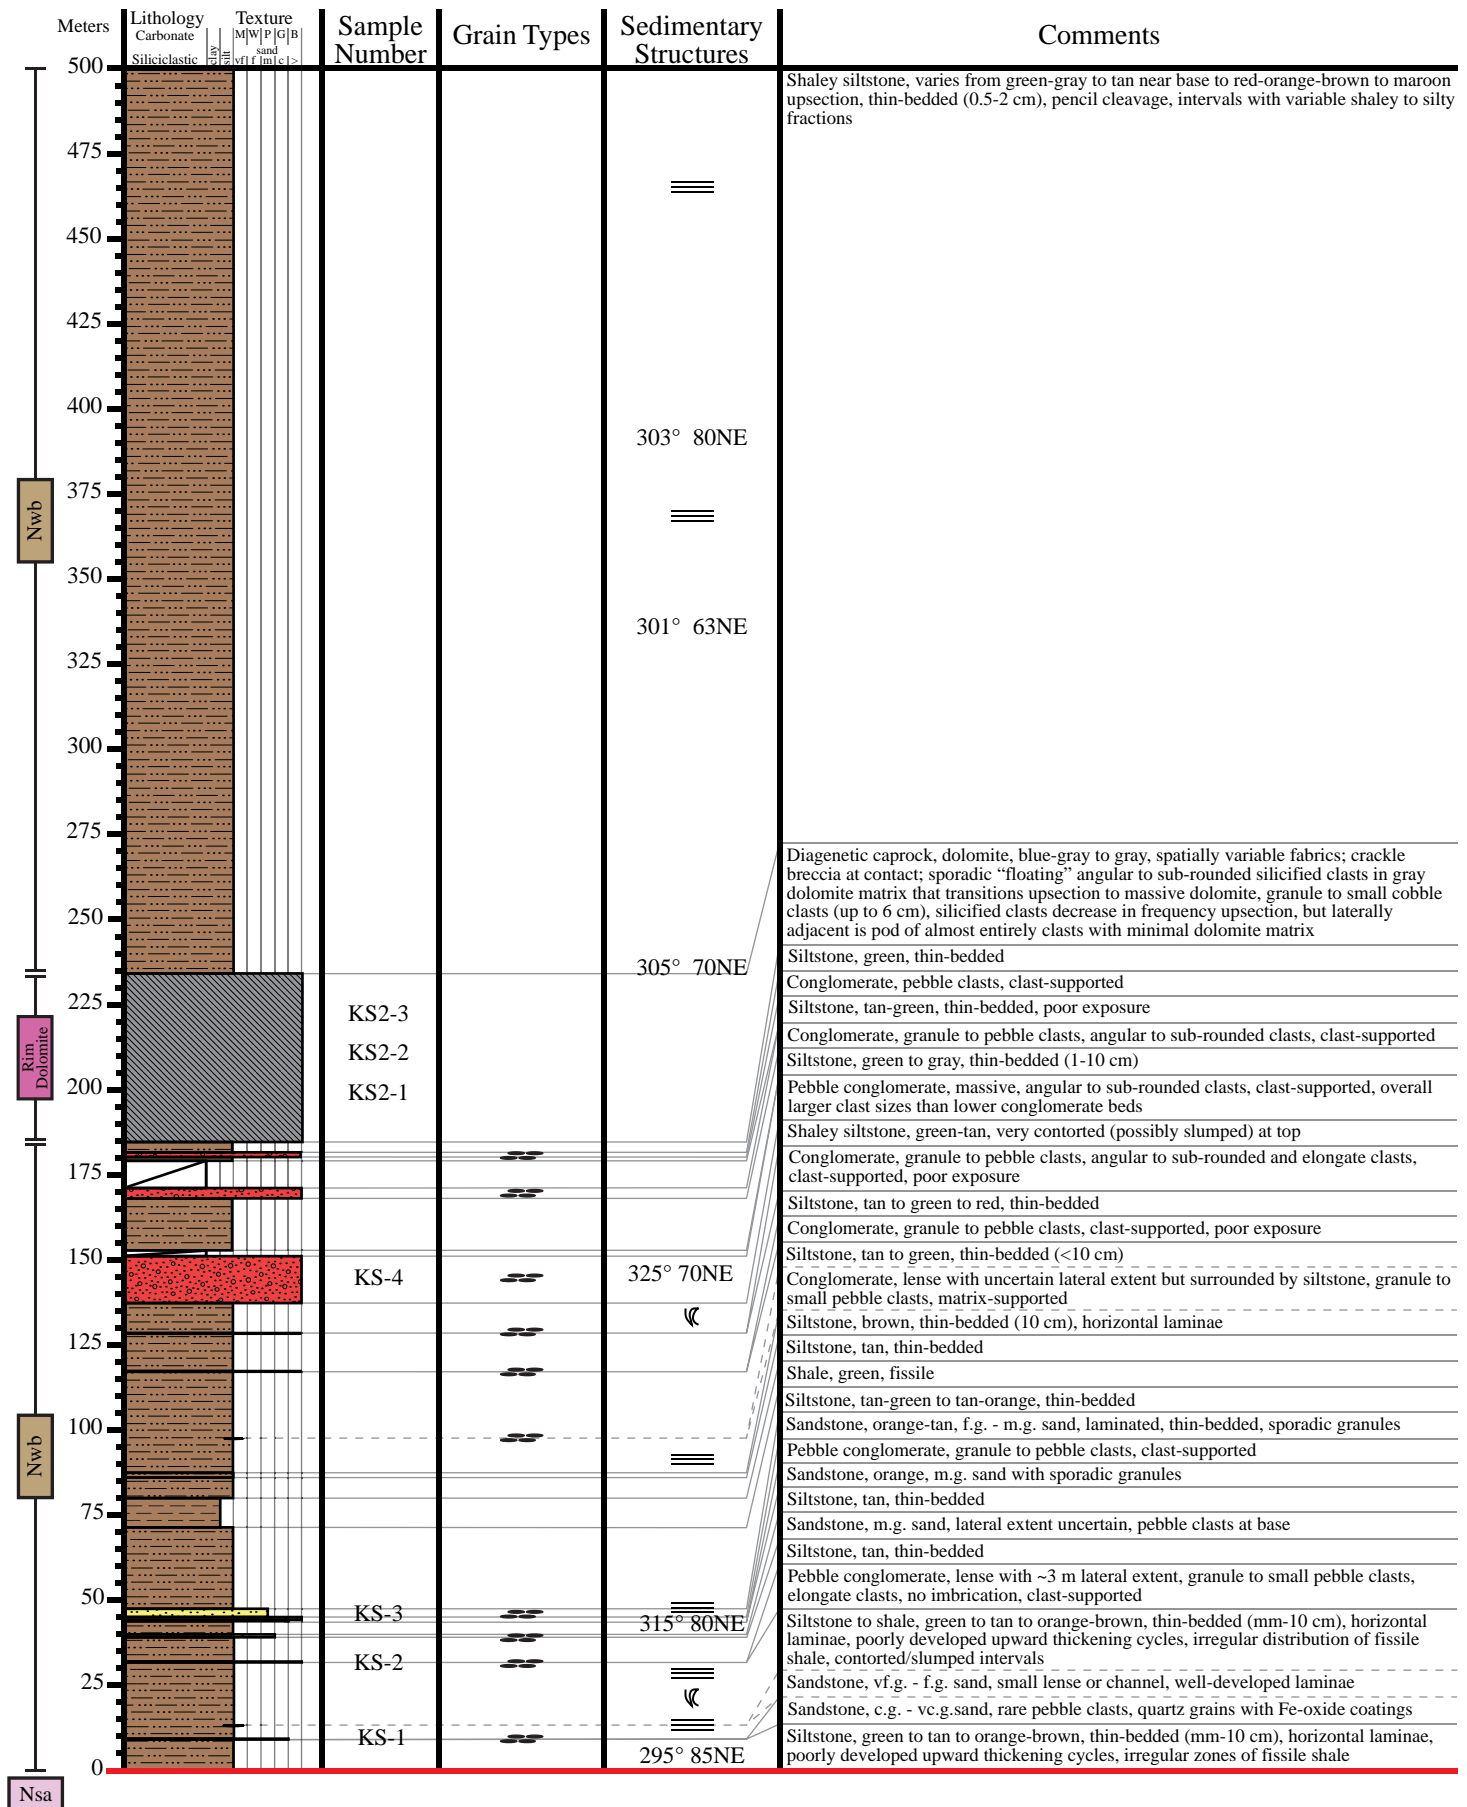 Meters
Lithology
Carbonate
Siliciclastic
Texture
clay
silt
M W P G B
sand
vf f m c >
Sample
Number
Grain Types
Sedimentary
Structures
Comments
500
475
450
425
400
375
350
325
300
275
250
225
200
175
150
125
100
75
50
25
0
Nwb
Rim
Dolomite
Nwb
Nsa
KS2-3
KS2-2
KS2-1
KS-4
KS-3
KS-2
KS-1
303° 80NE
301° 63NE
305° 70NE
325° 70NE
315° 80NE
295° 85NE
Shaley siltstone, varies from green-gray to tan near base to red-orange-brown to maroon
upsection, thin-bedded (0.5-2 cm), pencil cleavage, intervals with variable shaley to silty
fractions
Diagenetic caprock, dolomite, blue-gray to gray, spatially variable fabrics; crackle
breccia at contact; sporadic “floating” angular to sub-rounded silicified clasts in gray
dolomite matrix that transitions upsection to massive dolomite, granule to small cobble
clasts (up to 6 cm), silicified clasts decrease in frequency upsection, but laterally
adjacent is pod of almost entirely clasts with minimal dolomite matrix
Siltstone, green, thin-bedded
Conglomerate, pebble clasts, clast-supported
Siltstone, tan-green, thin-bedded, poor exposure
Conglomerate, granule to pebble clasts, angular to sub-rounded clasts, clast-supported
Siltstone, green to gray, thin-bedded (1-10 cm)
Pebble conglomerate, massive, angular to sub-rounded clasts, clast-supported, overall
larger clast sizes than lower conglomerate beds
Shaley siltstone, green-tan, very contorted (possibly slumped) at top
Conglomerate, granule to pebble clasts, angular to sub-rounded and elongate clasts,
clast-supported, poor exposure
Siltstone, tan to green to red, thin-bedded
Conglomerate, granule to pebble clasts, clast-supported, poor exposure
Siltstone, tan to green, thin-bedded (<10 cm)
Conglomerate, lense with uncertain lateral extent but surrounded by siltstone, granule to
small pebble clasts, matrix-supported
Siltstone, brown, thin-bedded (10 cm), horizontal laminae
Siltstone, tan, thin-bedded
Shale, green, fissile
Siltstone, tan-green to tan-orange, thin-bedded
Sandstone, orange-tan, f.g. - m.g. sand, laminated, thin-bedded, sporadic granules
Pebble conglomerate, granule to pebble clasts, clast-supported
Sandstone, orange, m.g. sand with sporadic granules
Siltstone, tan, thin-bedded
Sandstone, m.g. sand, lateral extent uncertain, pebble clasts at base
Siltstone, tan, thin-bedded
Pebble conglomerate, lense with ~3 m lateral extent, granule to small pebble clasts,
elongate clasts, no imbrication, clast-supported
Siltstone to shale, green to tan to orange-brown, thin-bedded (mm-10 cm), horizontal
laminae, poorly developed upward thickening cycles, irregular distribution of fissile
shale, contorted/slumped intervals
Sandstone, vf.g. - f.g. sand, small lense or channel, well-developed laminae
Sandstone, c.g. - vc.g.sand, rare pebble clasts, quartz grains with Fe-oxide coatings
Siltstone, green to tan to orange-brown, thin-bedded (mm-10 cm), horizontal laminae,
poorly developed upward thickening cycles, irregular zones of fissile shale